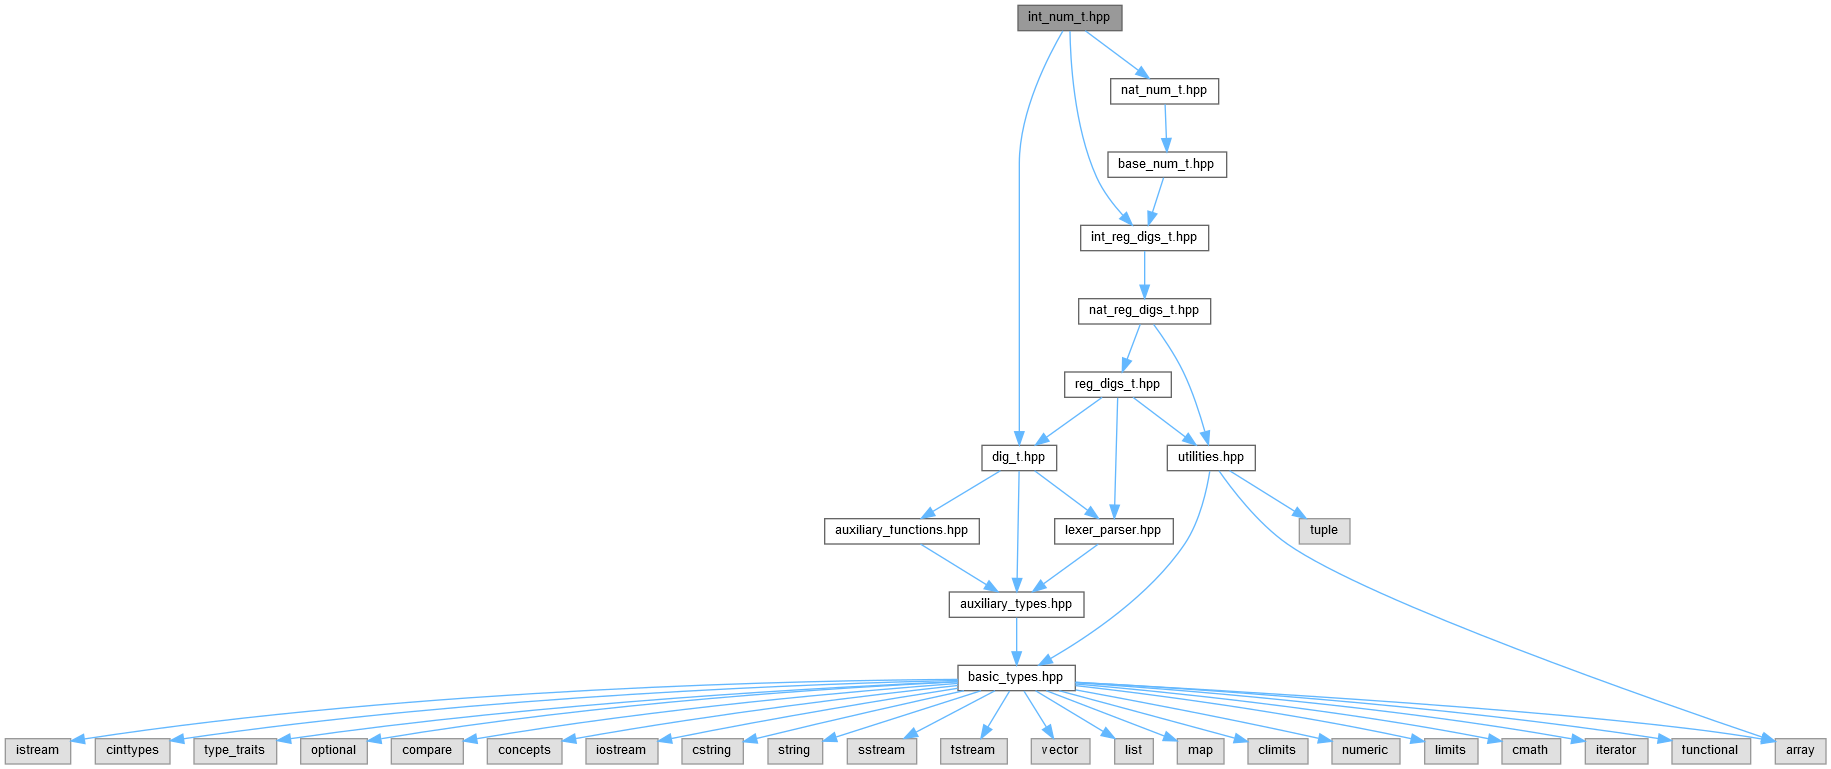 int_num_t.hpp
nat_num_t.hpp
base_num_t.hpp
int_reg_digs_t.hpp
nat_reg_digs_t.hpp
reg_digs_t.hpp
dig_t.hpp
utilities.hpp
auxiliary_functions.hpp
lexer_parser.hpp
tuple
auxiliary_types.hpp
basic_types.hpp
istream
cinttypes
type_traits
optional
compare
concepts
iostream
cstring
string
sstream
fstream
vector
list
map
climits
numeric
limits
cmath
iterator
functional
array